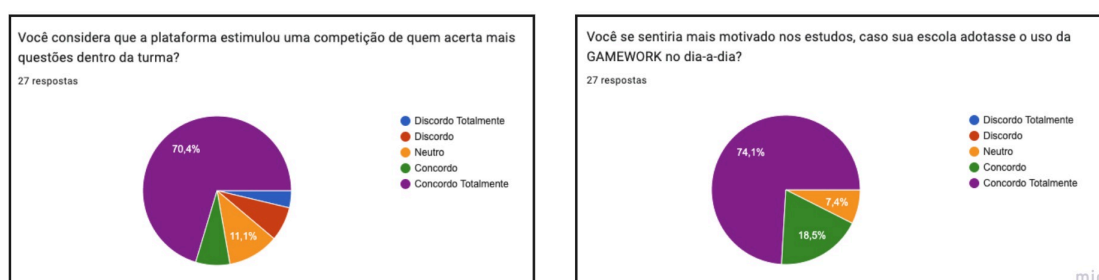 Você considera que a plataforma estimulou uma competição de quem acerta mais
questões dentro da turma?
27 respostas
70,4%
11,1%
Discordo Totalmente
Discordo
Neutro
Concordo
Concordo Totalmente
Você se sentiria mais motivado nos estudos, caso sua escola adotasse o uso da
GAMEWORK no dia-a-dia?
27 respostas
74,1%
7,4%
18,5%
Discordo Totalmente
Discordo
Neutro
Concordo
Concordo Totalmente